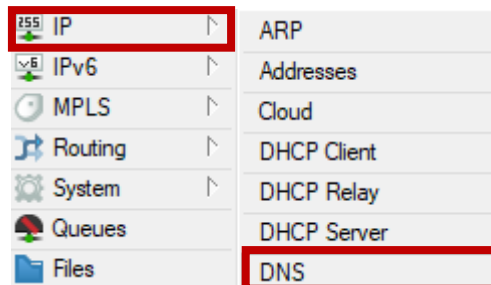 IP
IPv6
MPLS
Routing
System
Queues
Files
ARP
Addresses
Cloud
DHCP Client
DHCP Relay
DHCP Server
DNS